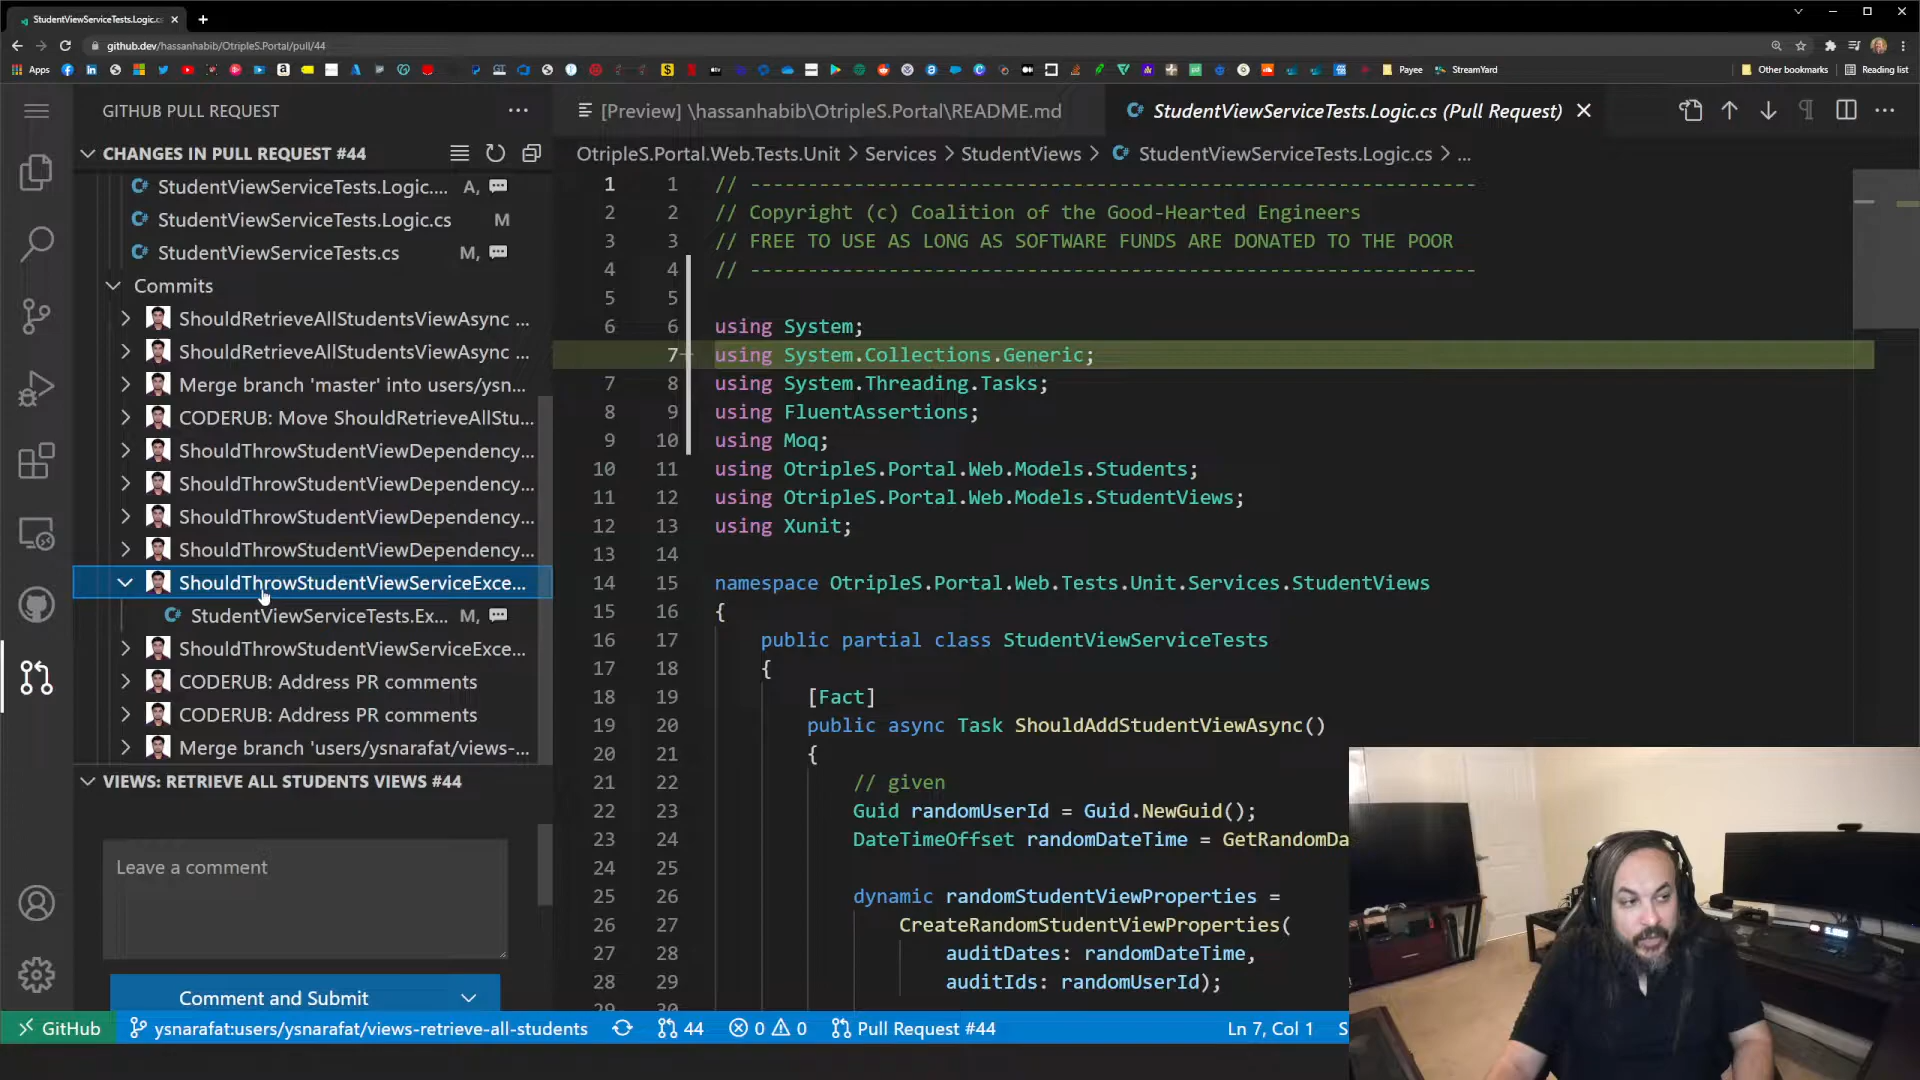 StudentViewServiceTests.Logic.c
github.dev/hassanhabib/OtripleS.Portal/pull/44
Apps
Payee
StreamYard
Other bookmarks
Reading list
GITHUB PULL REQUEST
CHANGES IN PULL REQUEST #44
StudentViewServiceTests.Logic.... A,
StudentViewServiceTests.Logic.cs M
StudentViewServiceTests.cs M,
Commits
ShouldRetrieveAllStudentsViewAsync ...
ShouldRetrieveAllStudentsViewAsync ...
Merge branch 'master' into users/ysn...
CODERUB: Move ShouldRetrieveAllStu...
ShouldThrowStudentViewDependency...
ShouldThrowStudentViewDependency...
ShouldThrowStudentViewDependency...
ShouldThrowStudentViewDependency...
ShouldThrowStudentViewServiceExce...
StudentViewServiceTests.Ex... M,
ShouldThrowStudentViewServiceExce...
CODERUB: Address PR comments
CODERUB: Address PR comments
Merge branch 'users/ysnarafat/views-...
VIEWS: RETRIEVE ALL STUDENTS VIEWS #44
Leave a comment
Comment and Submit
[Preview] \hassanhabib\OtripleS.Portal\README.md
StudentViewServiceTests.Logic.cs (Pull Request)
OtripleS.Portal.Web.Tests.Unit > Services > StudentViews > StudentViewServiceTests.Logic.cs > ...
1 1 // ---------------------------------------------------------------
2 2 // Copyright (c) Coalition of the Good-Hearted Engineers
3 3 // FREE TO USE AS LONG AS SOFTWARE FUNDS ARE DONATED TO THE POOR
4 4 // ---------------------------------------------------------------
5 5
6 6 using System;
7 using System.Collections.Generic;
7 8 using System.Threading.Tasks;
8 9 using FluentAssertions;
9 10 using Moq;
10 11 using OtripleS.Portal.Web.Models.Students;
11 12 using OtripleS.Portal.Web.Models.StudentViews;
12 13 using Xunit;
13 14
14 15 namespace OtripleS.Portal.Web.Tests.Unit.Services.StudentViews
15 16 {
16 17 public partial class StudentViewServiceTests
17 18 {
18 19 [Fact]
19 20 public async Task ShouldAddStudentViewAsync()
20 21 {
21 22 // given
22 23 Guid randomUserId = Guid.NewGuid();
23 24 DateTimeOffset randomDateTime = GetRandomDa
24 25
25 26 dynamic randomStudentViewProperties =
26 27 CreateRandomStudentViewProperties(
27 28 auditDates: randomDateTime,
28 29 auditIds: randomUserId);
29 30
GitHub
ysnarafat:users/ysnarafat/views-retrieve-all-students
44
0 0
Pull Request #44
Ln 7, Col 1
S